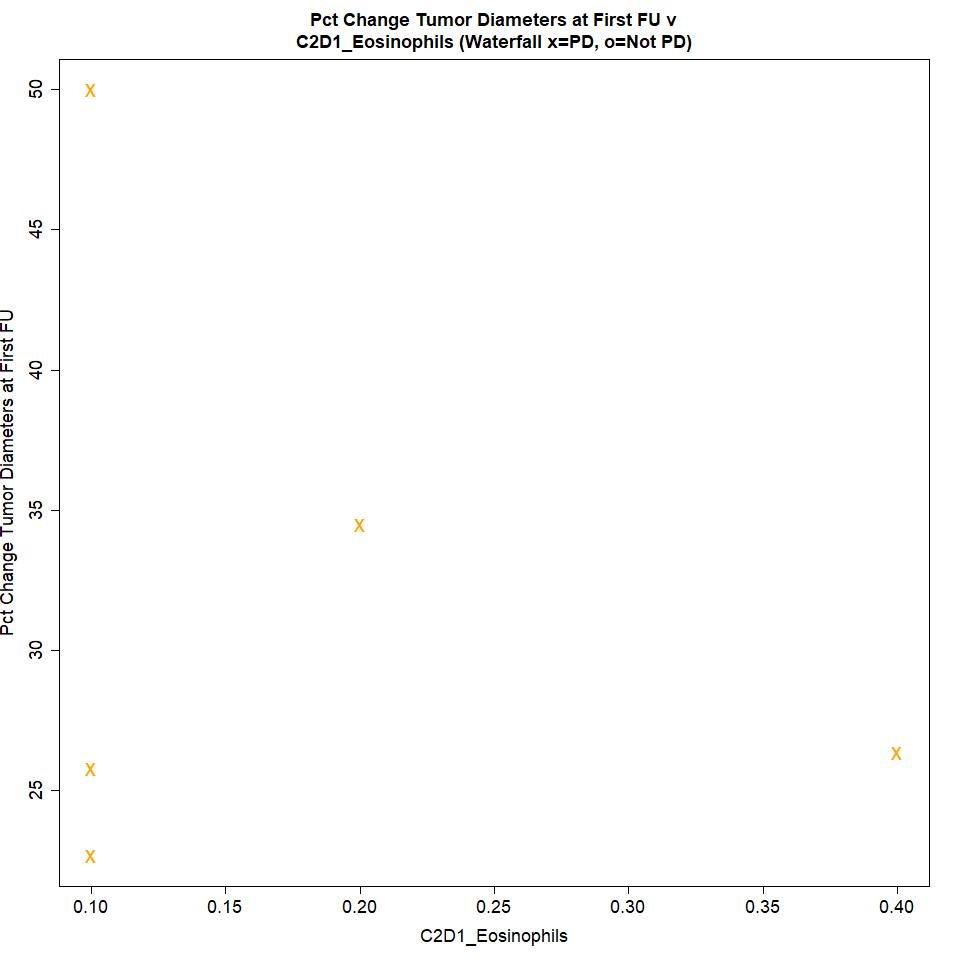 Pct Change Tumor Diameters at First FU v
C2D1_Eosinophils (Waterfall x=PD, o=Not PD)
Pct Change Tumor Diameters at First FU
50
45
40
35
30
25
X
X
X
X
X
0.10
0.15
0.20
0.25
0.30
0.35
0.40
C2D1_Eosinophils